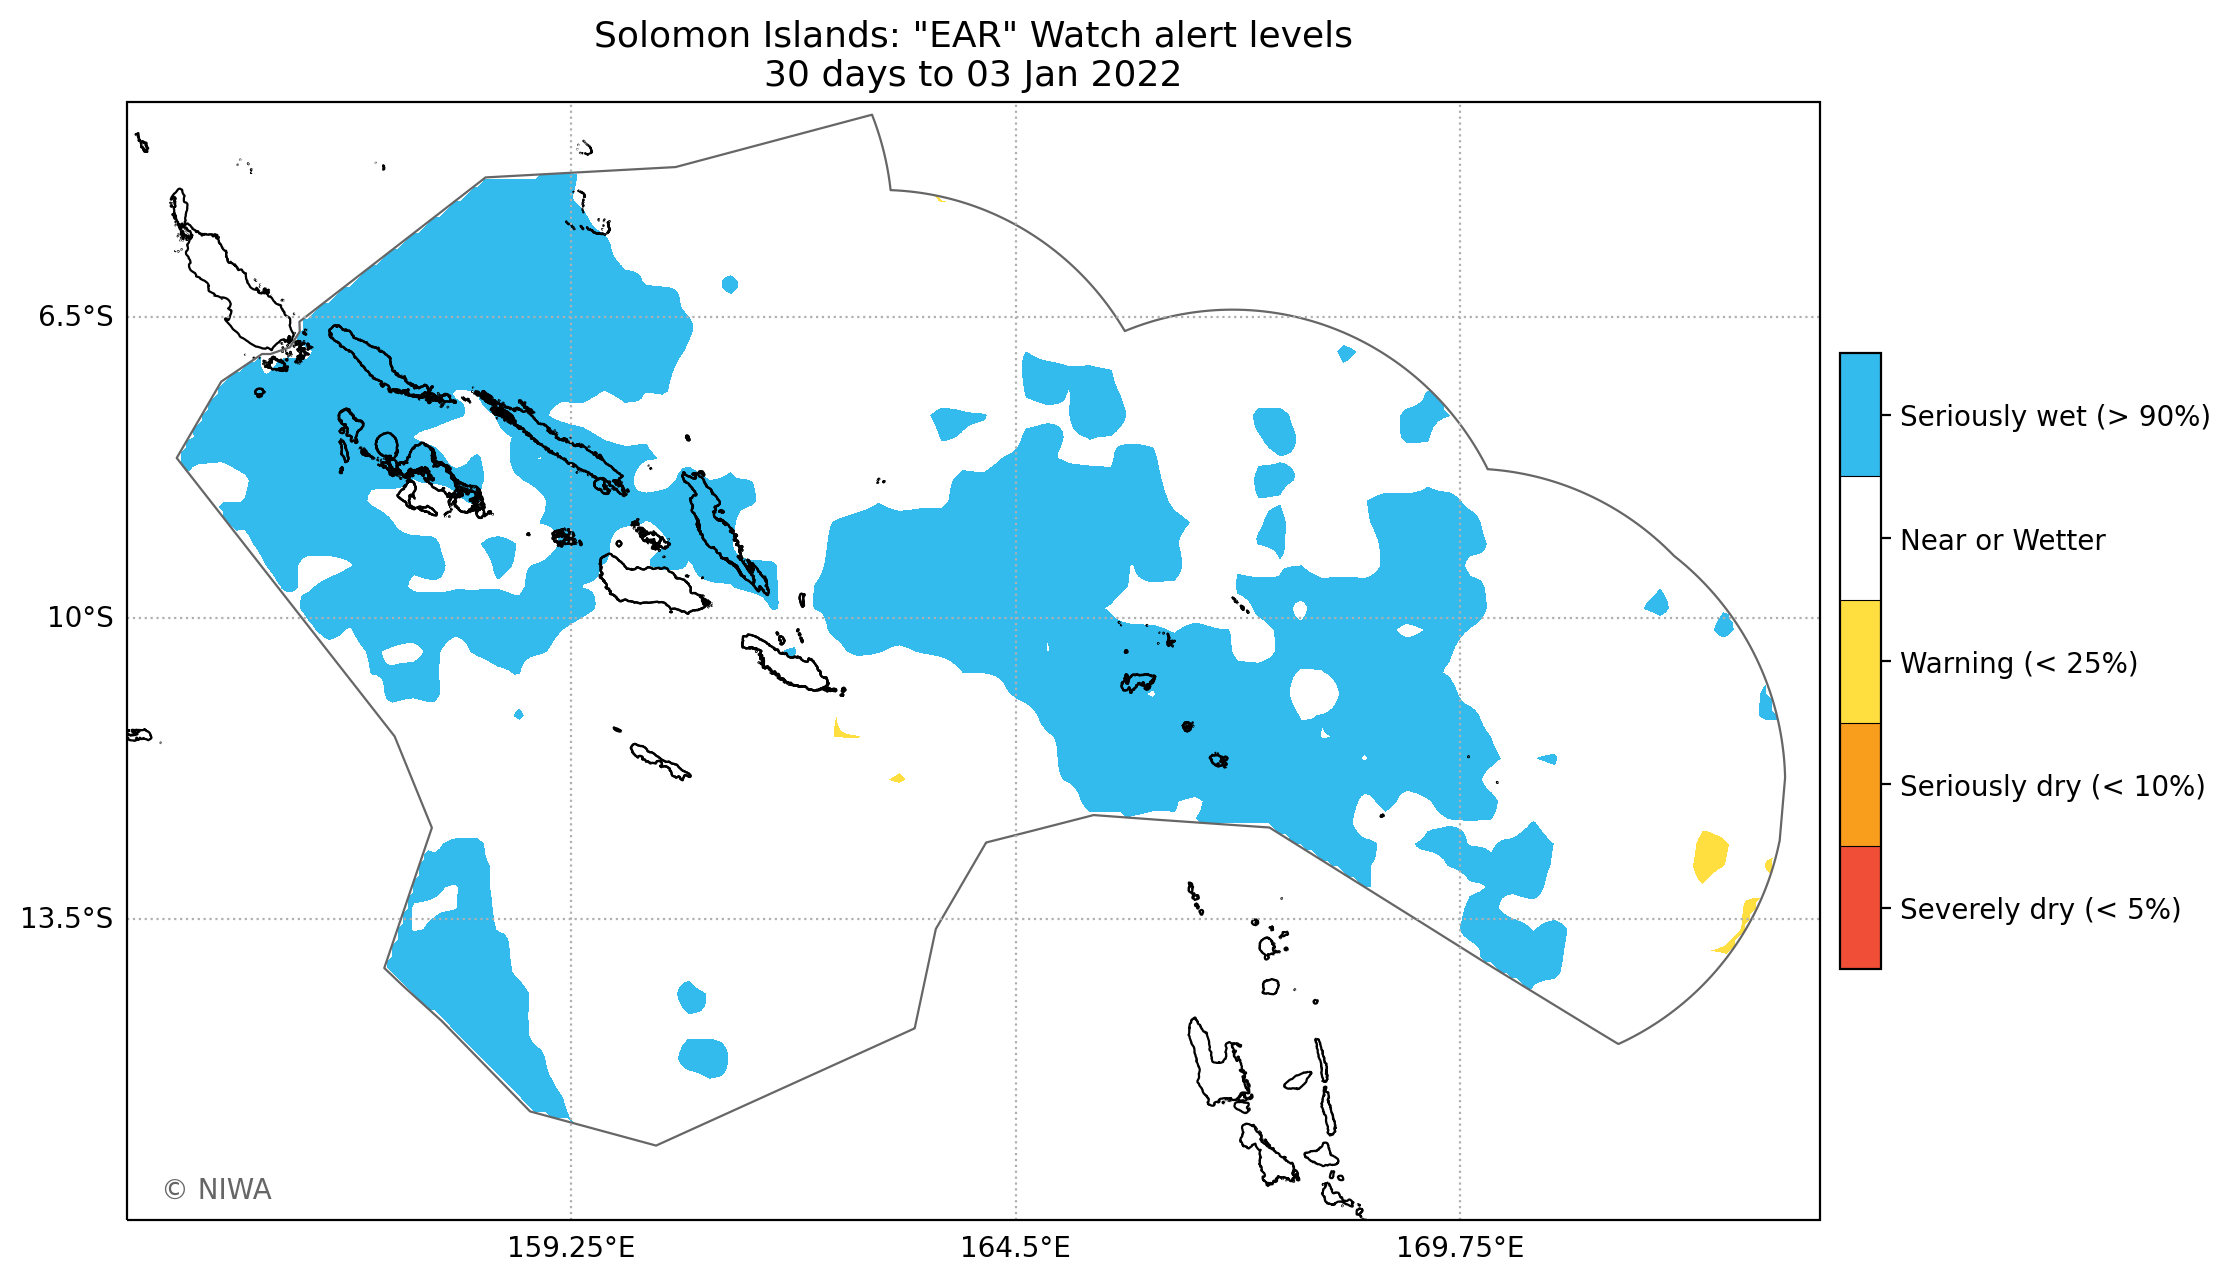 Solomon Islands: "EAR" Watch alert levels
30 days to 03 Jan 2022
6.5°S
10°S
13.5°S
159.25°E
164.5°E
169.75°E
Seriously wet (> 90%)
Near or Wetter
Warning (< 25%)
Seriously dry (< 10%)
Severely dry (< 5%)
© NIWA